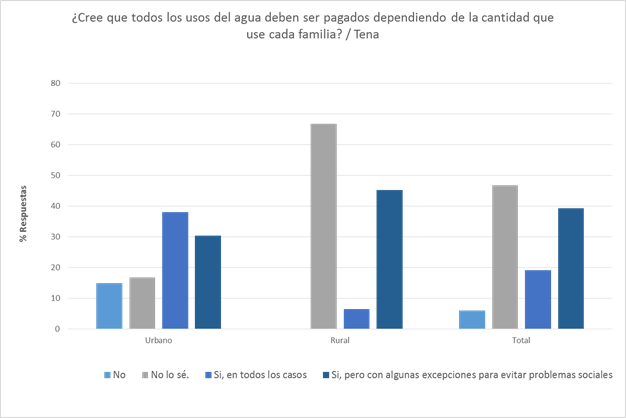 ¿Cree que todos los usos del agua deben ser pagados dependiendo de la cantidad que
use cada familia? / Tena
80
70
60
50
40
30
20
10
0
% Respuestas
Urbano Rural Total
No No lo sé. Si, en todos los casos Si, pero con algunas excepciones para evitar problemas sociales